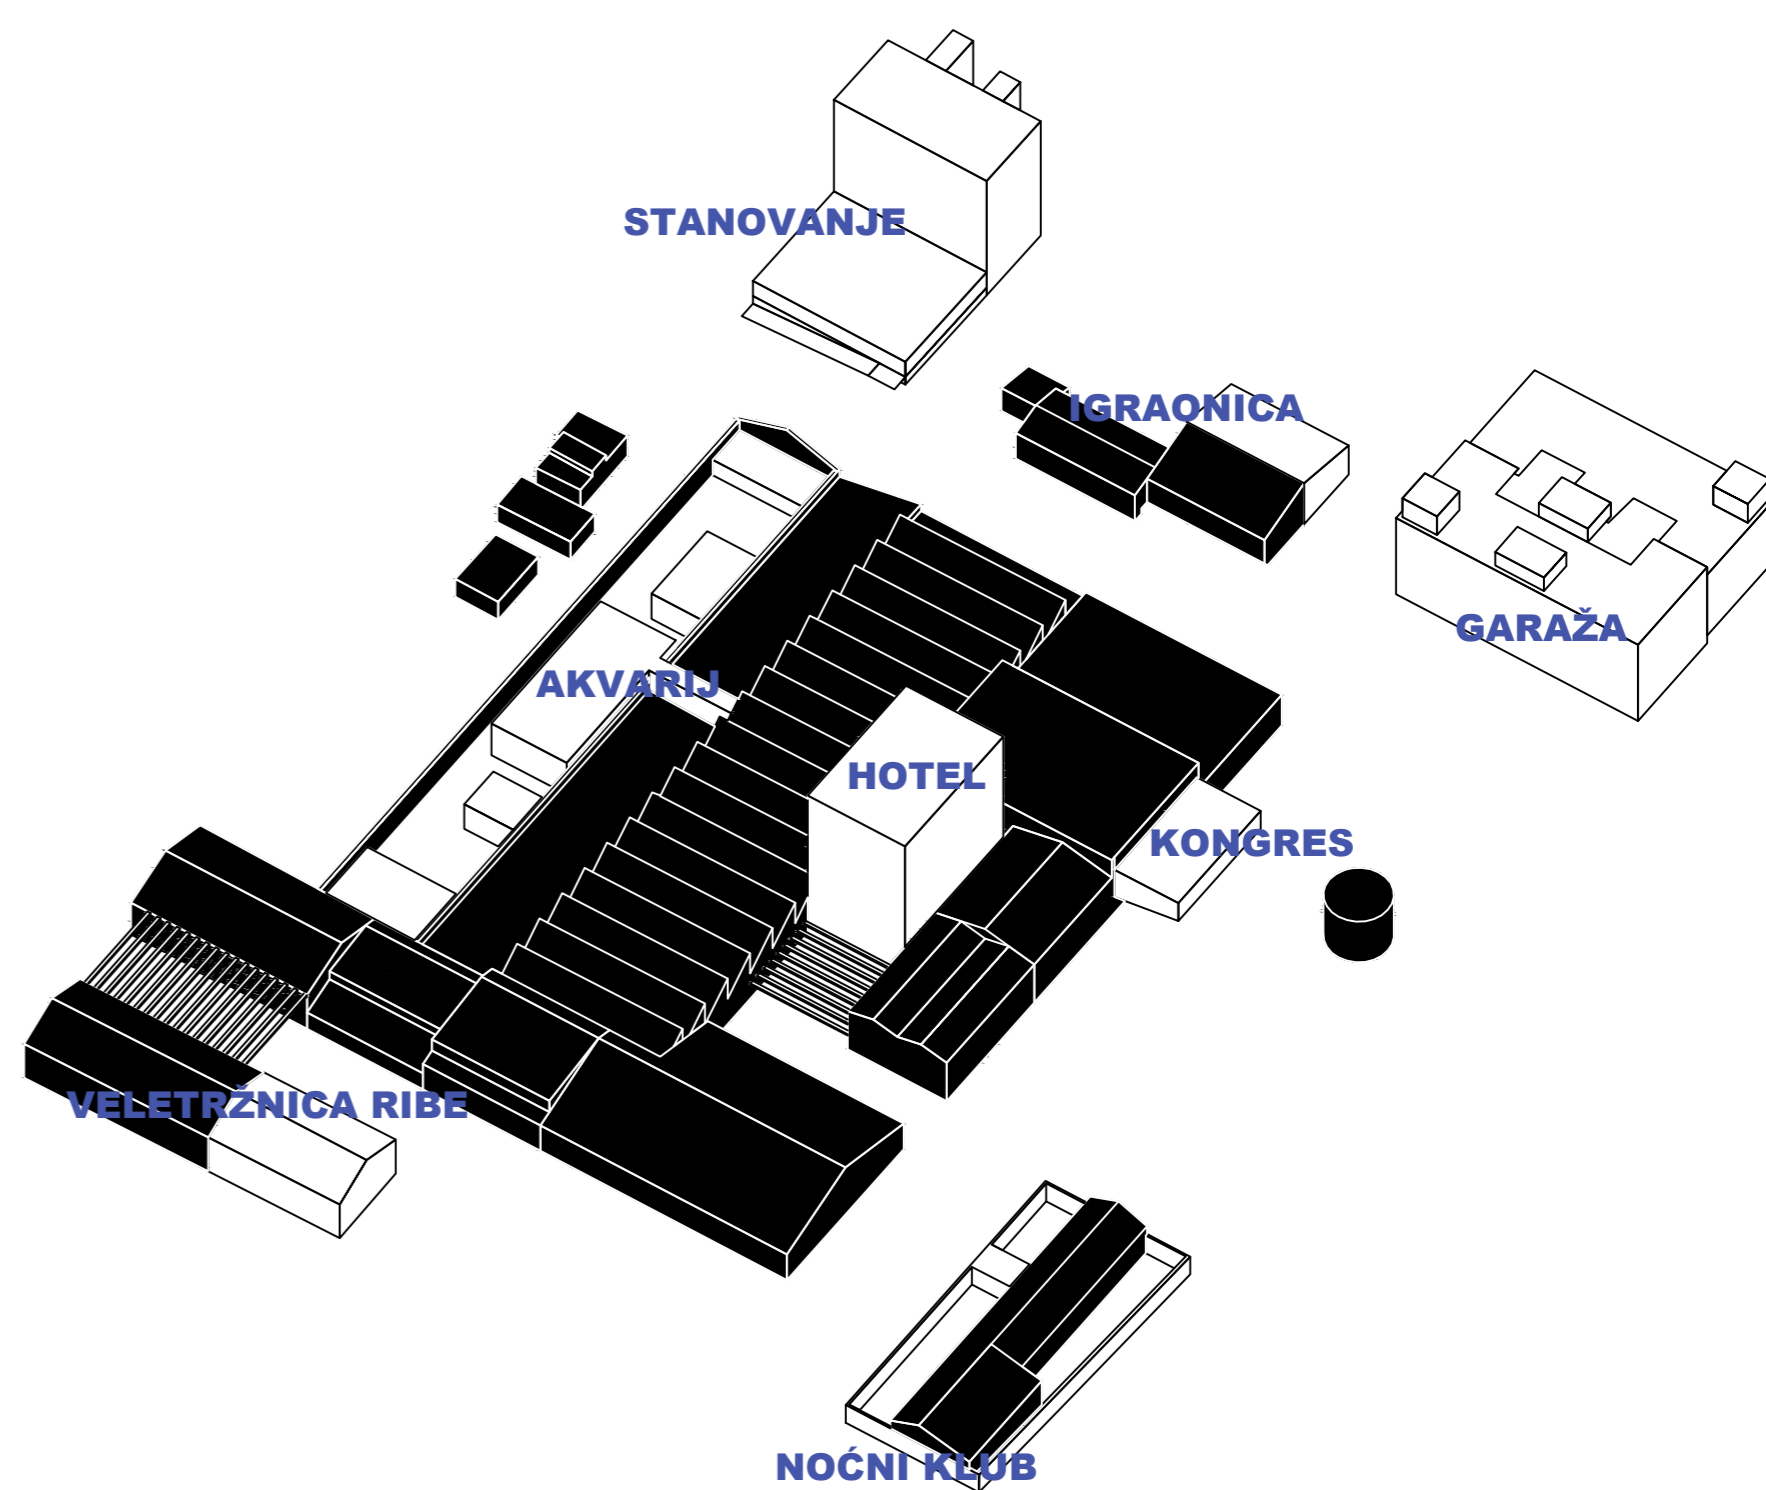 STANOVANJE
IGRAONICA
GARAŽA
AKVARIJ
HOTEL
KONGRES
VELETRŽNICA RIBE
NOĆNI KLUB